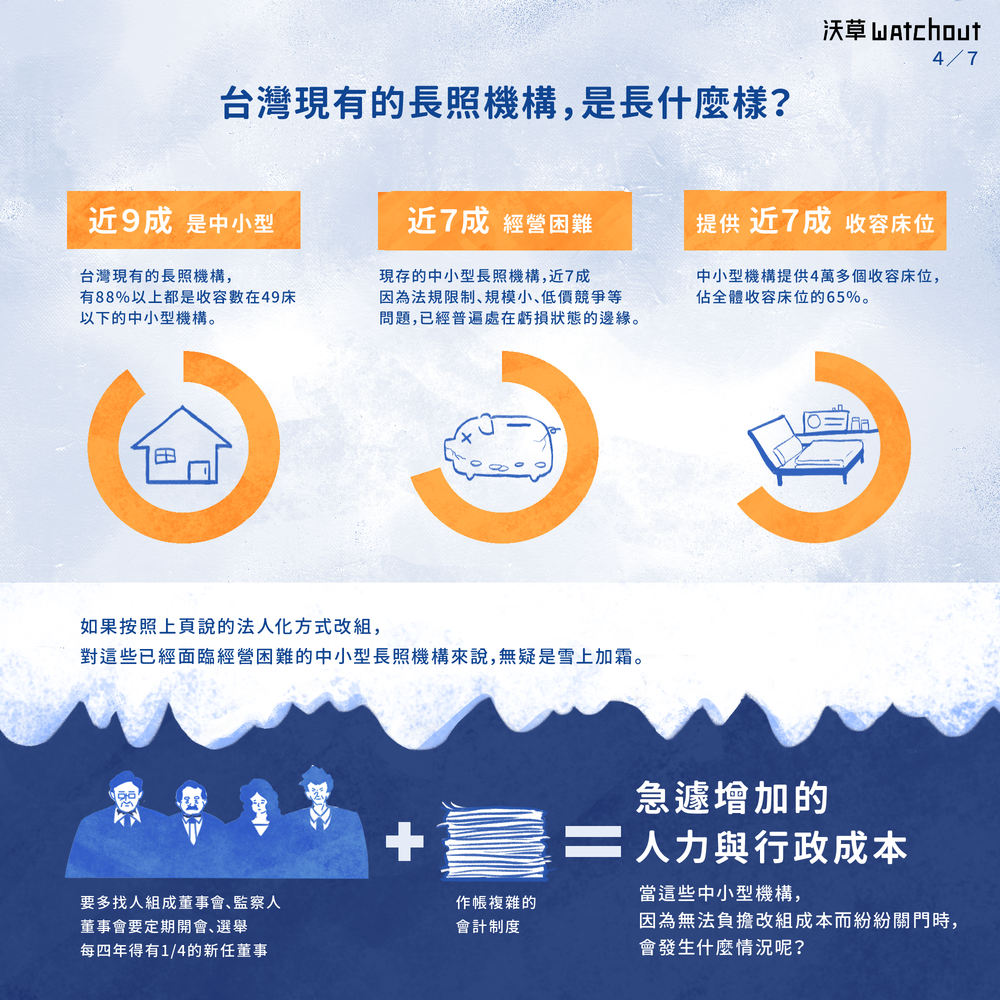 沃草 watchout
4／7
台灣現有的長照機構，是長什麼樣？
近9成 是中小型
台灣現有的長照機構，
有88%以上都是收容數在49床
以下的中小型機構。
近7成 經營困難
現存的中小型長照機構，近7成
因為法規限制、規模小、低價競爭等
問題，已經普遍處在虧損狀態的邊緣。
提供 近7成 收容床位
中小型機構提供4萬多個收容床位，
佔全體收容床位的65%。
如果按照上頁說的法人化方式改組，
對這些已經面臨經營困難的中小型長照機構來說，無疑是雪上加霜。
要多找人組成董事會、監察人
董事會要定期開會、選舉
每四年得有1/4的新任董事
+
作帳複雜的
會計制度
=
急遽增加的
人力與行政成本
當這些中小型機構，
因為無法負擔改組成本而紛紛關門時，
會發生什麼情況呢？